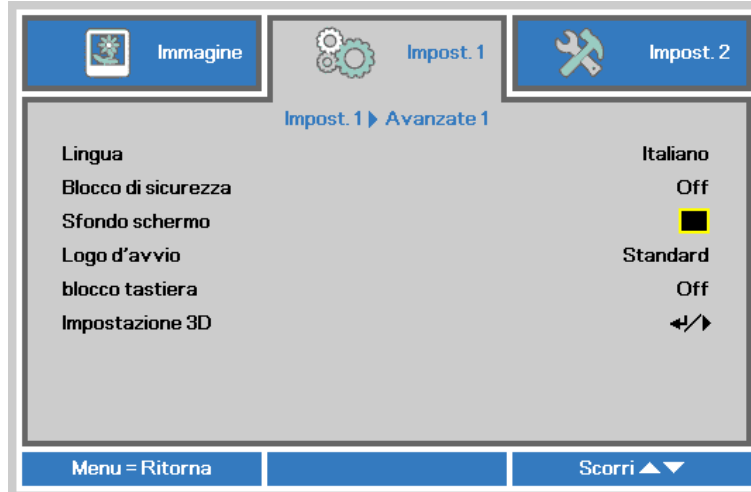 Immagine
Impost. 1
Impost. 2
Impost. 1 ▶ Avanzate 1
Lingua Italiano
Blocco di sicurezza Off
Sfondo schermo
Logo d'avvio Standard
blocco tastiera Off
Impostazione 3D ↵/▶
Menu = Ritorna Scorri ▲▼